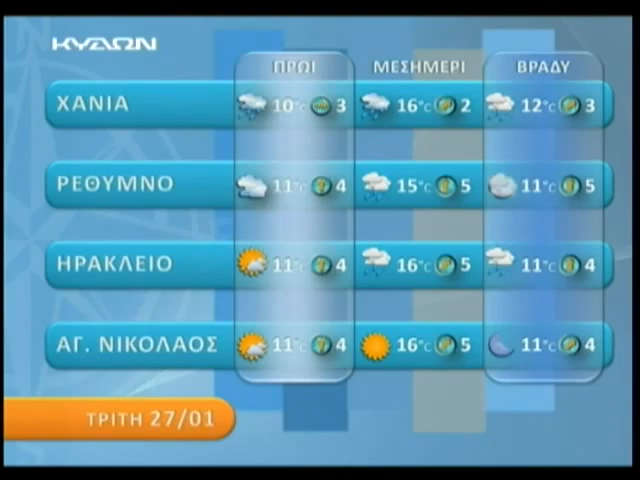 ΚΥΔΩΝ
ΠΡΩΙ ΜΕΣΗΜΕΡΙ ΒΡΑΔΥ
ΧΑΝΙΑ 10°C 3 16°C 2 12°C 3
ΡΕΘΥΜΝΟ 11°C 4 15°C 5 11°C 5
ΗΡΑΚΛΕΙΟ 11°C 4 16°C 5 11°C 4
ΑΓ. ΝΙΚΟΛΑΟΣ 11°C 4 16°C 5 11°C 4
ΤΡΙΤΗ 27/01